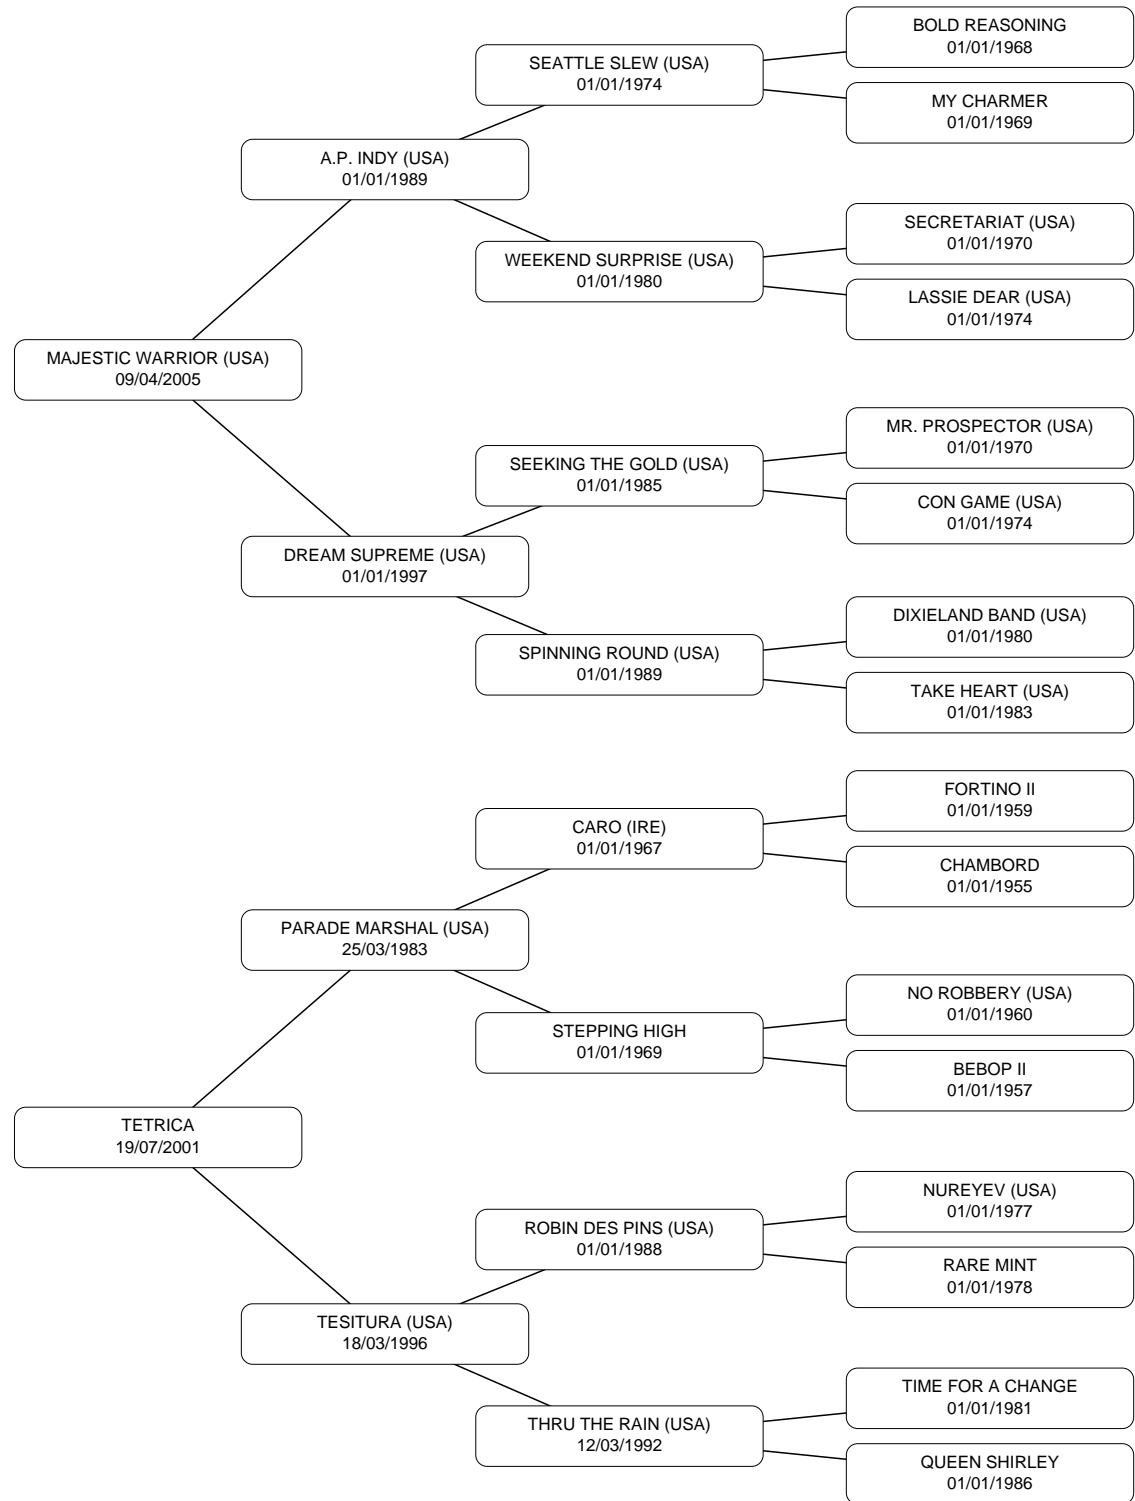 BOLD REASONING
01/01/1968
SEATTLE SLEW (USA)
01/01/1974
MY CHARMER
01/01/1969
A.P. INDY (USA)
01/01/1989
SECRETARIAT (USA)
01/01/1970
WEEKEND SURPRISE (USA)
01/01/1980
LASSIE DEAR (USA)
01/01/1974
MAJESTIC WARRIOR (USA)
09/04/2005
MR. PROSPECTOR (USA)
01/01/1970
SEEKING THE GOLD (USA)
01/01/1985
CON GAME (USA)
01/01/1974
DREAM SUPREME (USA)
01/01/1997
DIXIELAND BAND (USA)
01/01/1980
SPINNING ROUND (USA)
01/01/1989
TAKE HEART (USA)
01/01/1983
FORTINO II
01/01/1959
CARO (IRE)
01/01/1967
CHAMBORD
01/01/1955
PARADE MARSHAL (USA)
25/03/1983
NO ROBBERY (USA)
01/01/1960
STEPPING HIGH
01/01/1969
BEBOP II
01/01/1957
TETRICA
19/07/2001
NUREYEV (USA)
01/01/1977
ROBIN DES PINS (USA)
01/01/1988
RARE MINT
01/01/1978
TESITURA (USA)
18/03/1996
TIME FOR A CHANGE
01/01/1981
THRU THE RAIN (USA)
12/03/1992
QUEEN SHIRLEY
01/01/1986